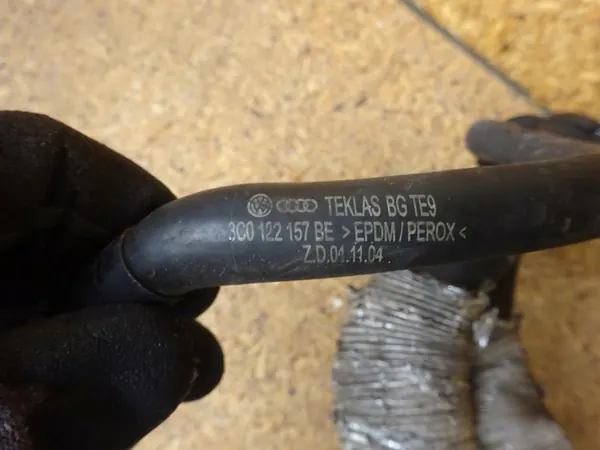 TEKLAS BG TE9
3C0 122 157 BE > EPDM / PEROX <
Z.D.01.11.04